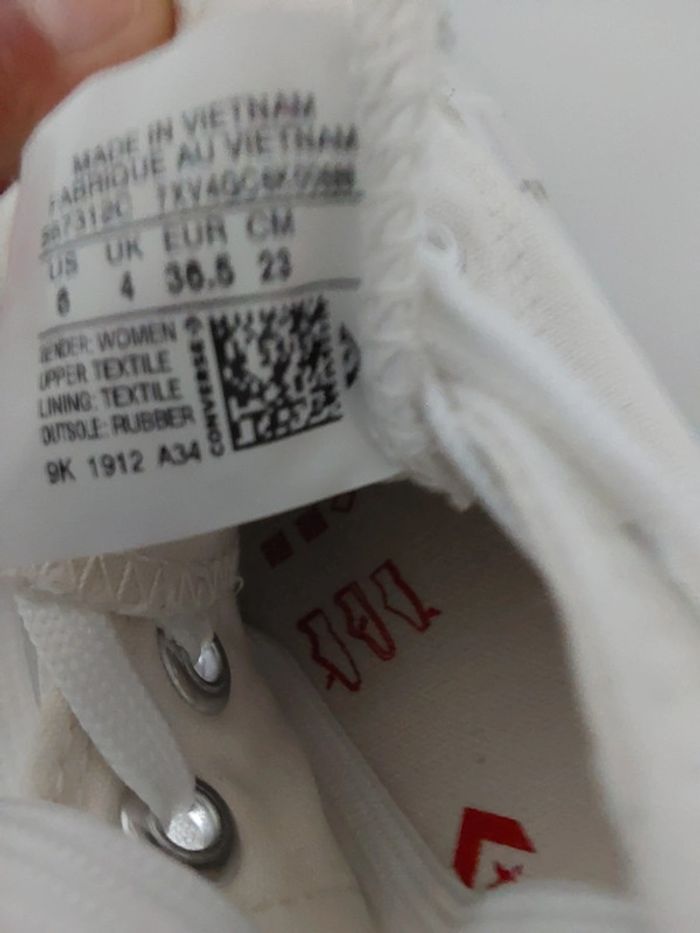 MADE IN VIETNAM
FABRIQUE AU VIETNAM
US UK EUR CM
6 4 36.5 23
GENDER: WOMEN
UPPER TEXTILE
LINING: TEXTILE
OUTSOLE: RUBBER
CONVERSE
9K 1912 A34